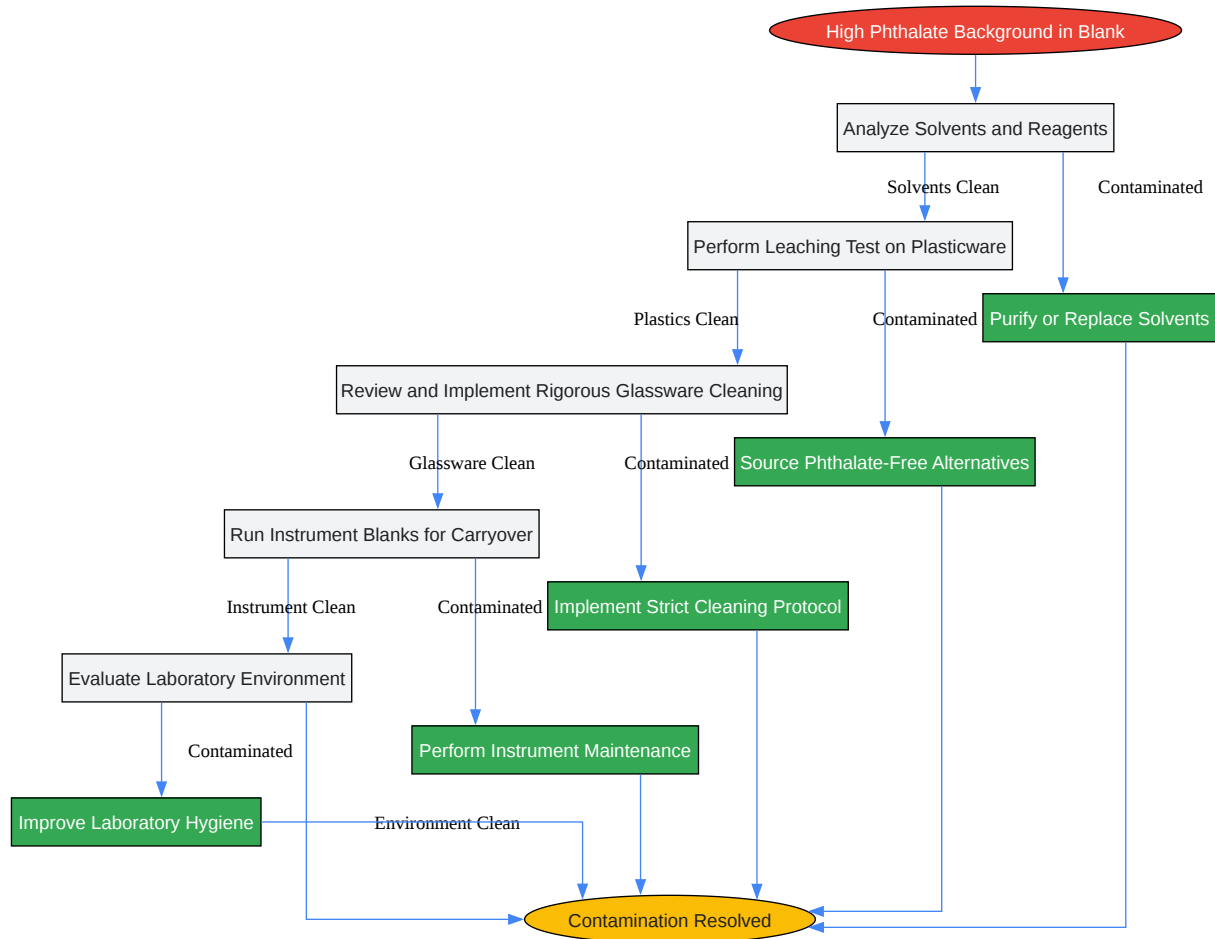 High Phthalate Background in Blank
Analyze Solvents and Reagents
Solvents Clean
Contaminated
Perform Leaching Test on Plasticware
Plastics Clean
Contaminated
Purify or Replace Solvents
Review and Implement Rigorous Glassware Cleaning
Glassware Clean
Contaminated
Source Phthalate-Free Alternatives
Run Instrument Blanks for Carryover
Instrument Clean
Contaminated
Implement Strict Cleaning Protocol
Evaluate Laboratory Environment
Contaminated
Perform Instrument Maintenance
Improve Laboratory Hygiene
Environment Clean
Contamination Resolved